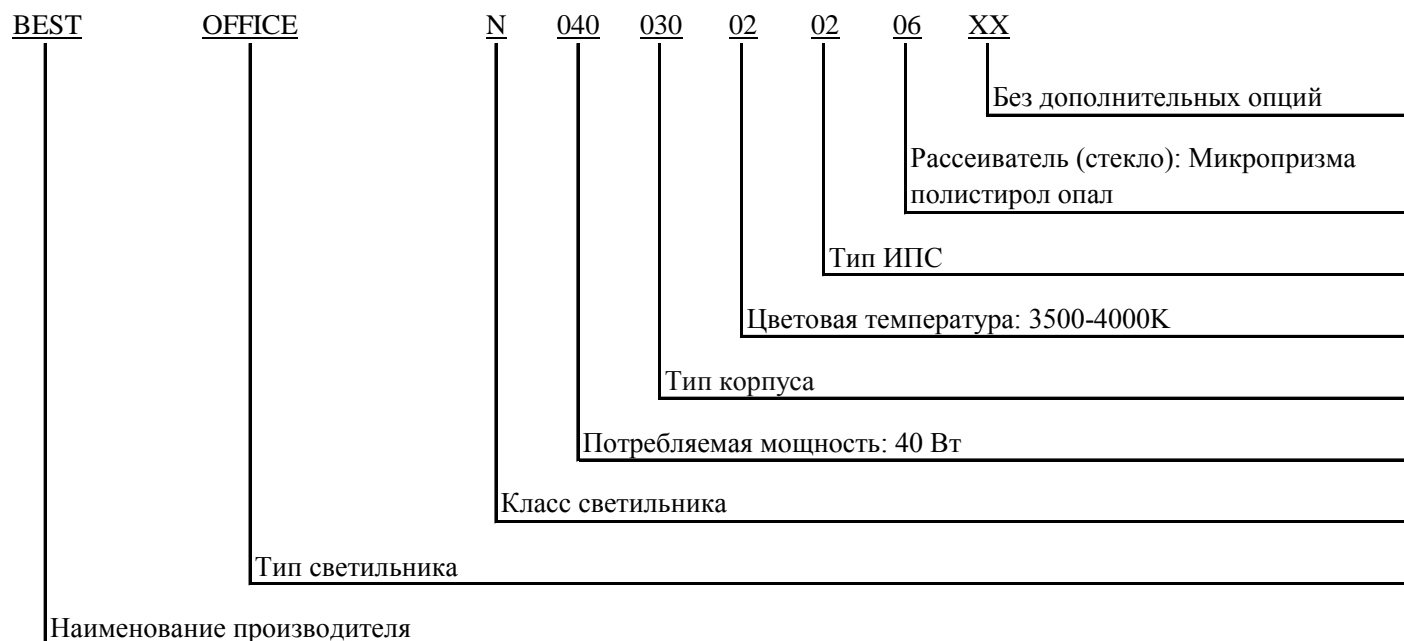 BEST OFFICE N 040 030 02 02 06 XX
Без дополнительных опций
Рассеиватель (стекло): Микропризма
полистирол опал
Тип ИПС
Цветовая температура: 3500-4000К
Тип корпуса
Потребляемая мощность: 40 Вт
Класс светильника
Тип светильника
Наименование производителя